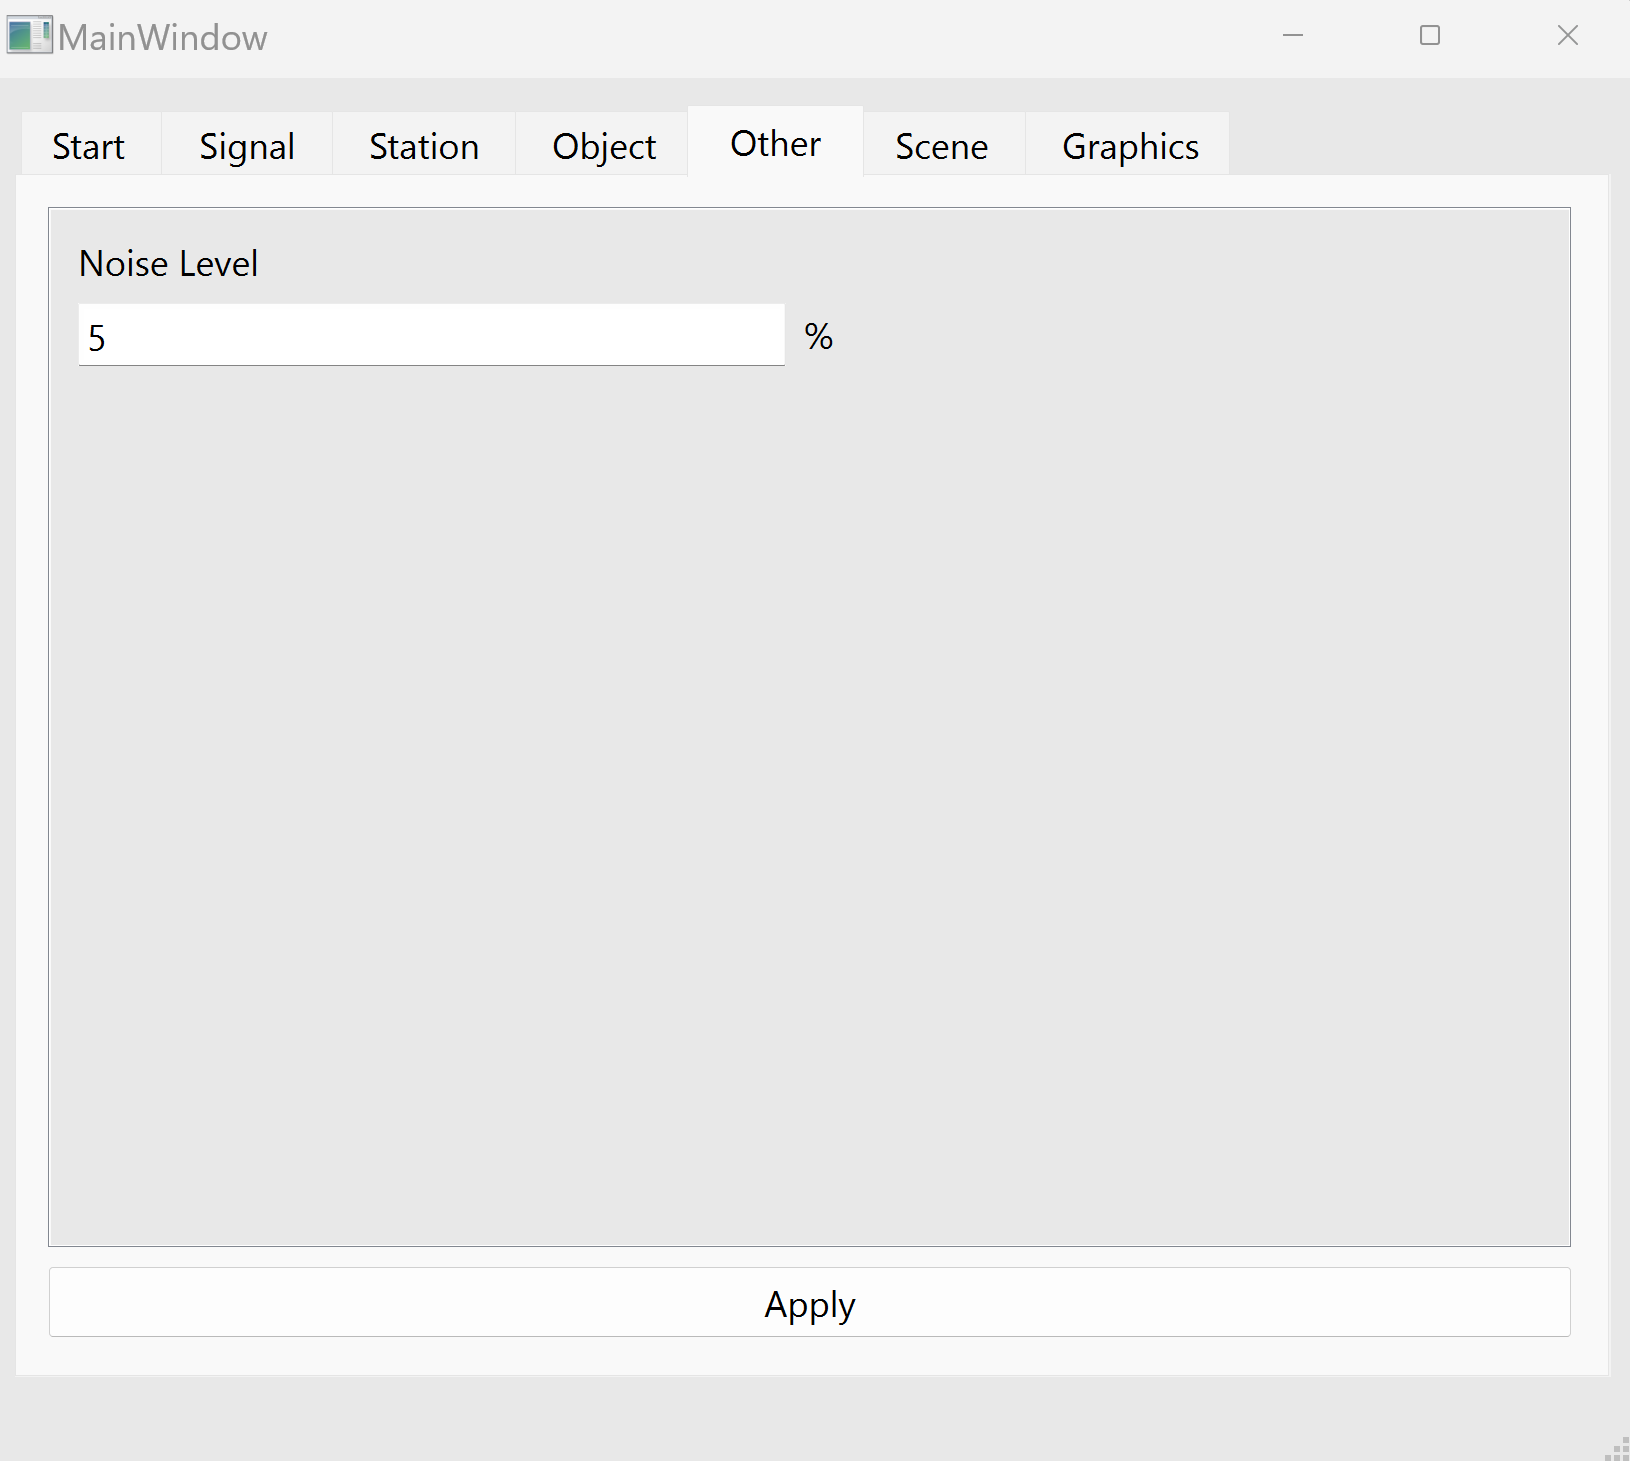 MainWindow
Start Signal Station Object Other Scene Graphics
Noise Level
5 %
Apply